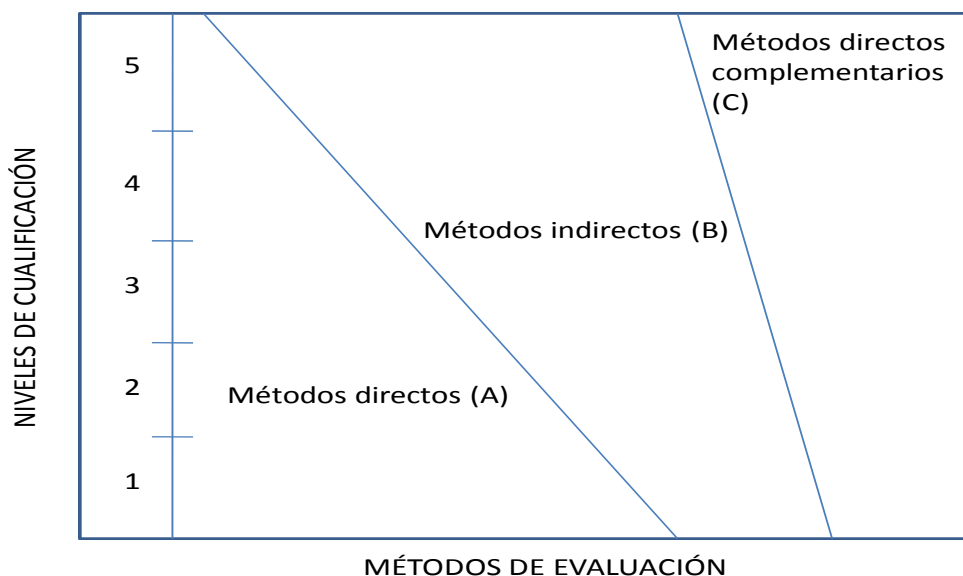 NIVELES DE CUALIFICACIÓN
5
4
3
2
1
Métodos directos
complementarios
(C)
Métodos indirectos (B)
Métodos directos (A)
MÉTODOS DE EVALUACIÓN